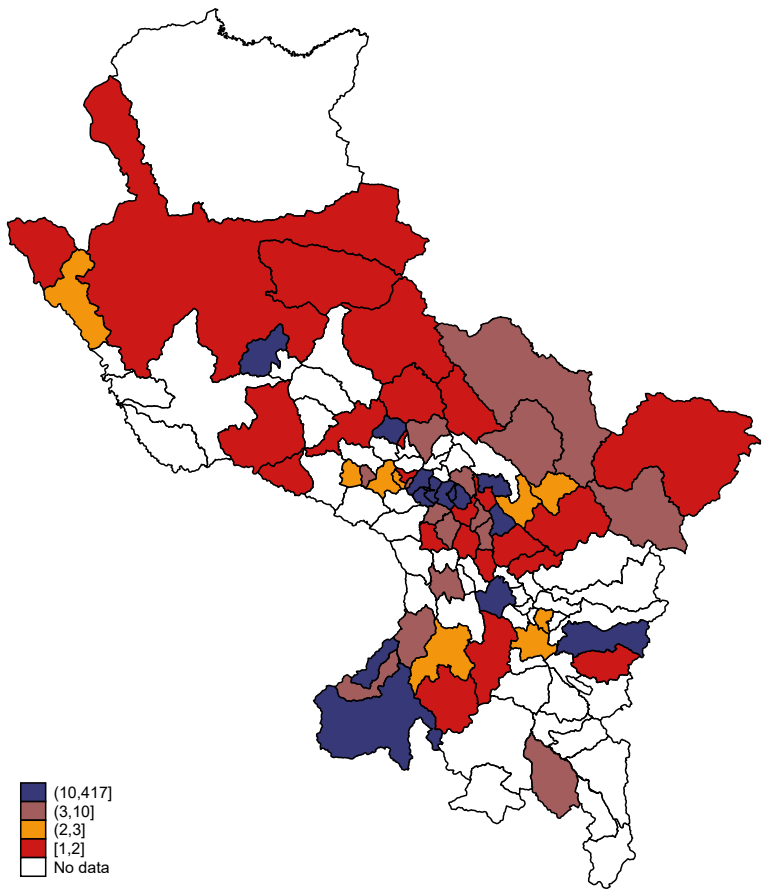 (10,417]
(3,10]
(2,3]
[1,2]
No data